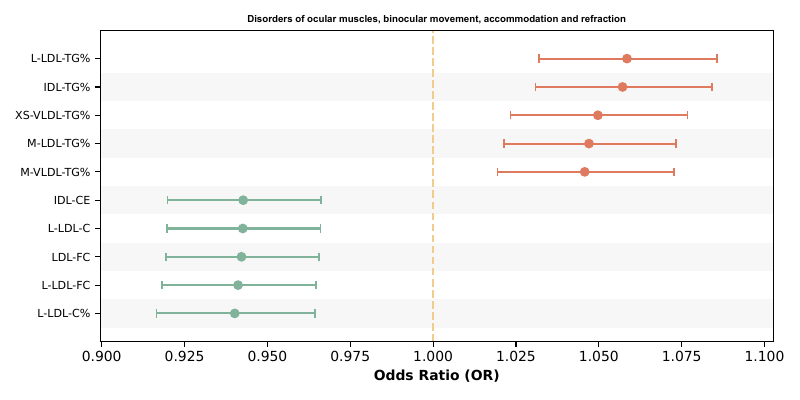 Disorders of ocular muscles, binocular movement, accommodation and refraction
L-LDL-TG%
IDL-TG%
XS-VLDL-TG%
M-LDL-TG%
M-VLDL-TG%
IDL-CE
L-LDL-C
LDL-FC
L-LDL-FC
L-LDL-C%
0.900 0.925 0.950 0.975 1.000 1.025 1.050 1.075 1.100
Odds Ratio (OR)